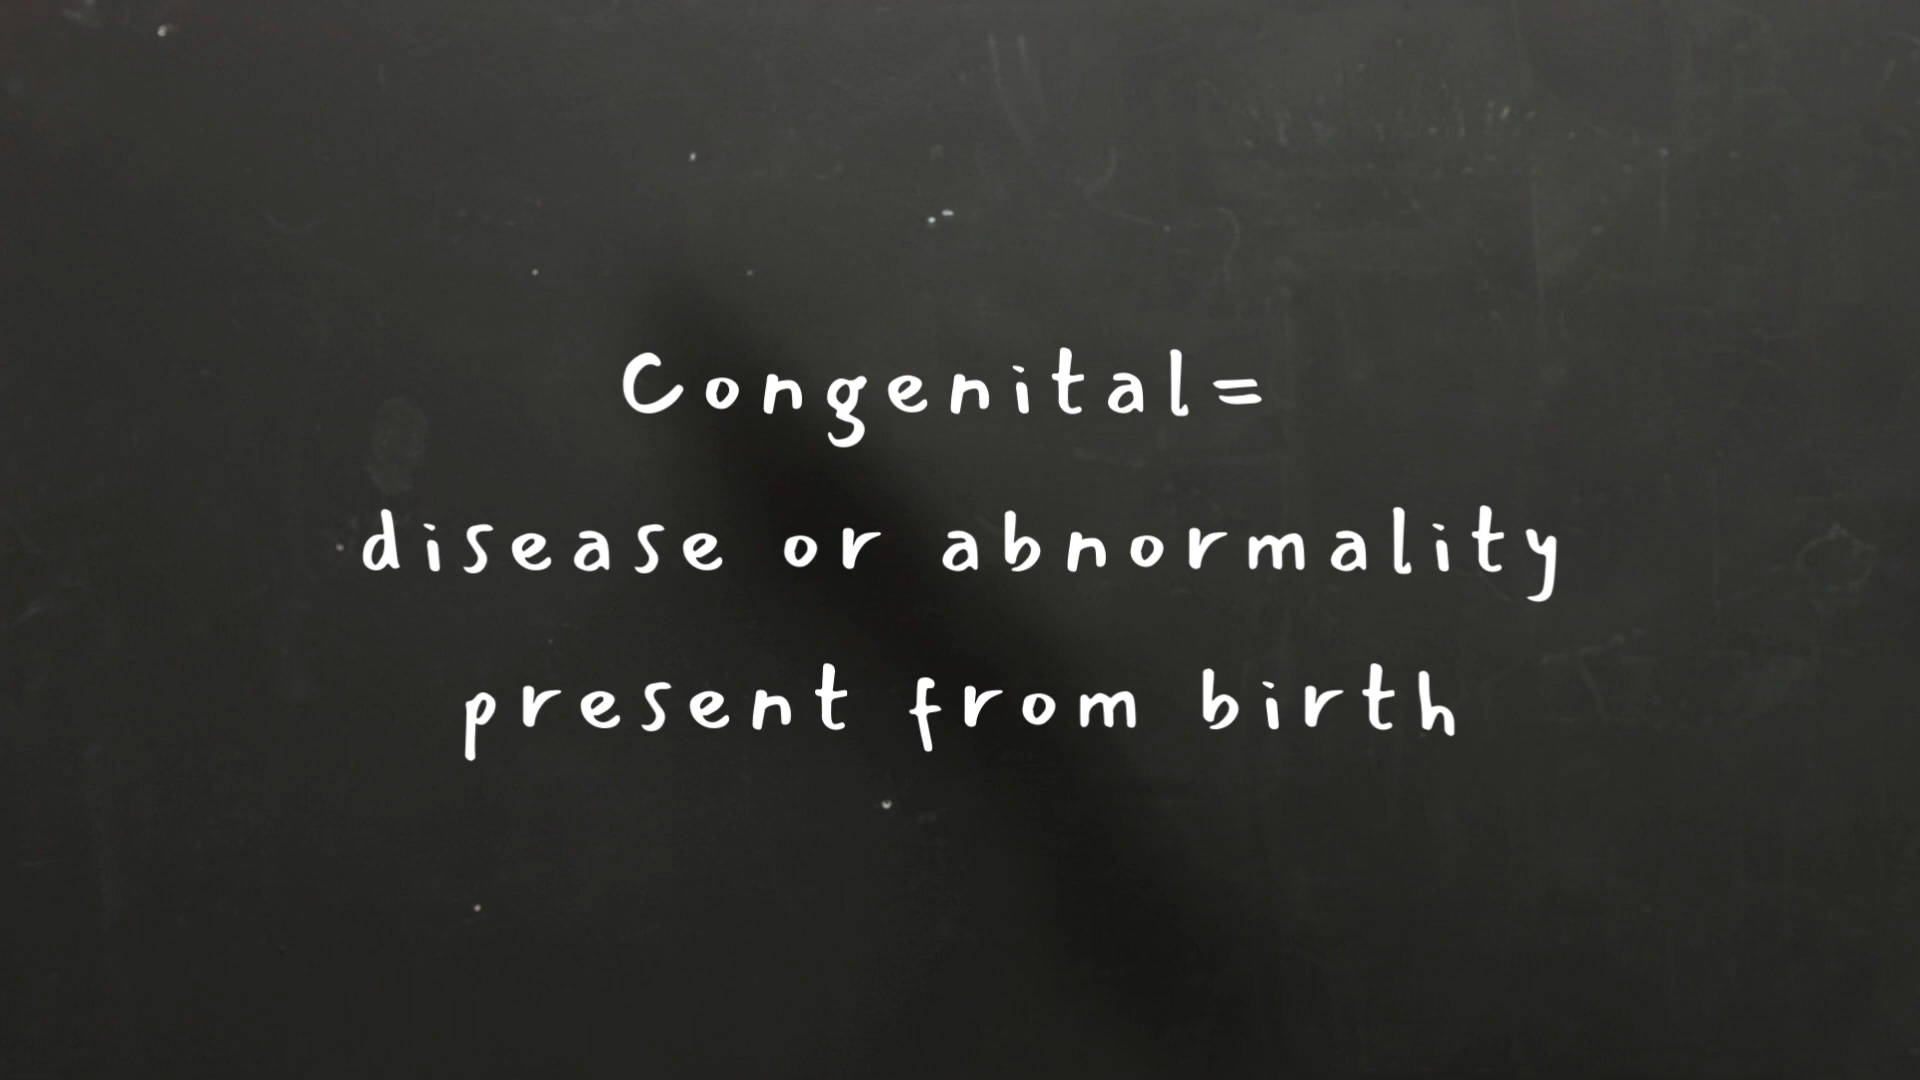 Congenital=
disease or abnormality
present from birth